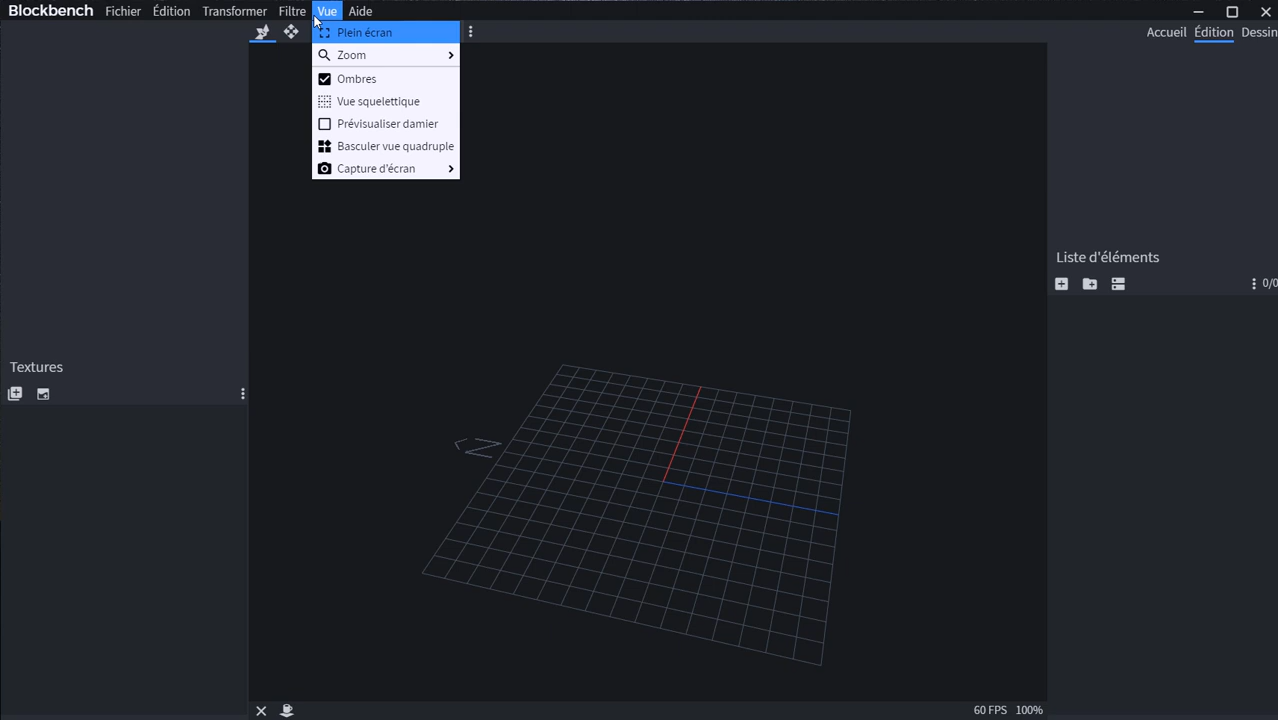 Blockbench Fichier Édition Transformer Filtre Vue Aide
Accueil Édition Dessin
Plein écran
Zoom
Ombres
Vue squelettique
Prévisualiser damier
Basculer vue quadruple
Capture d'écran
Liste d'éléments
0/0
Textures
60 FPS 100%